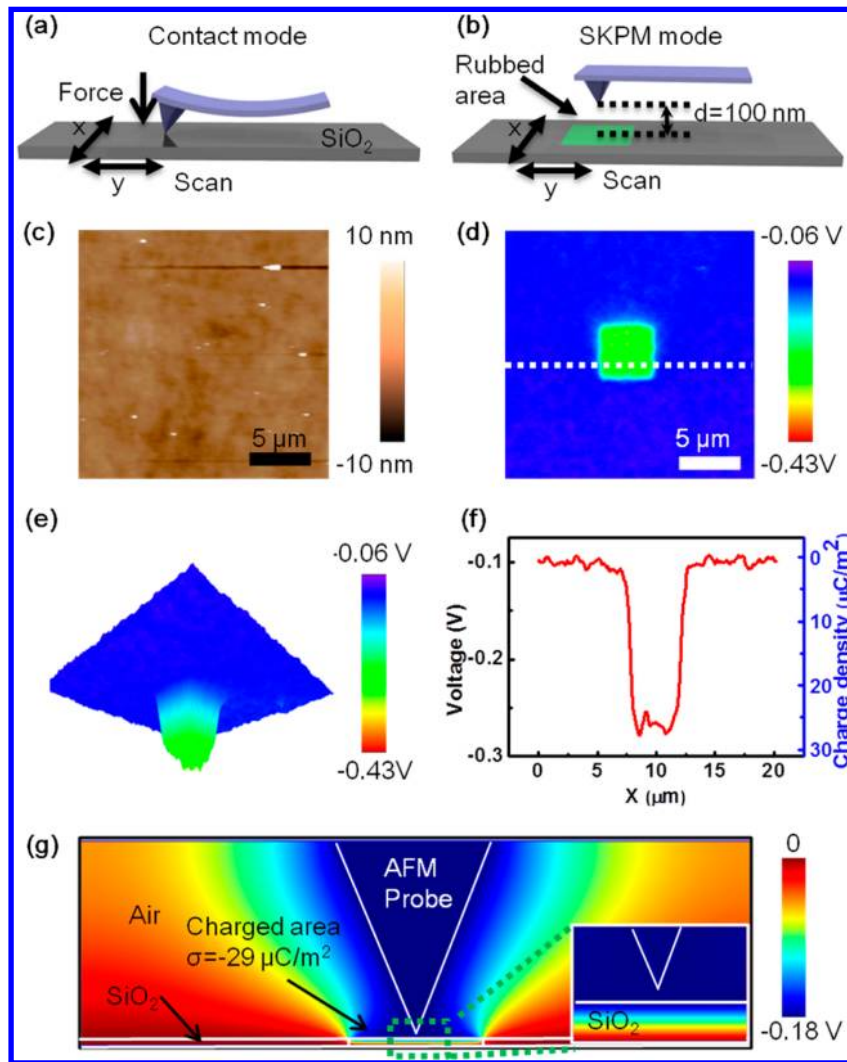 (a)
Contact mode
Force
x
y
Scan
SiO₂
(b)
SKPM mode
Rubbed
area
d=100 nm
x
y
Scan
(c)
10 nm
5 μm
-10 nm
(d)
-0.06 V
5 μm
-0.43V
(e)
-0.06 V
-0.43V
(f)
Voltage (V)
-0.1
-0.2
-0.3
0
5
10
15
20
X (μm)
0
10
20
30
Charge density (μC/m²)
(g)
AFM
Probe
Air
Charged area
σ=-29 μC/m²
SiO₂
SiO₂
0
-0.18 V